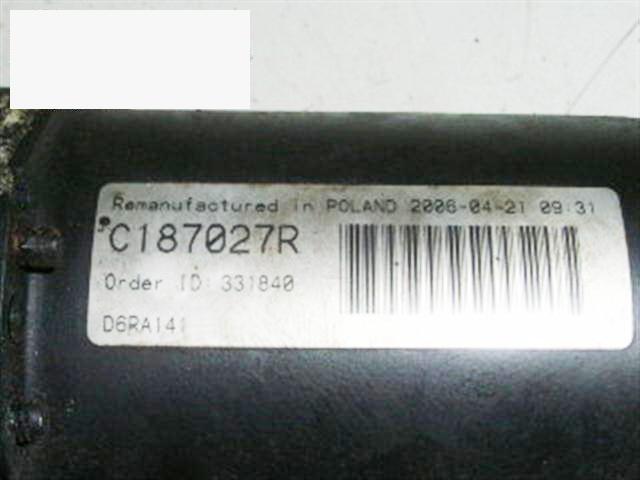 Remanufactured in POLAND 2006-04-21 09:31
C187027R
Order ID: 331840
D6RA141